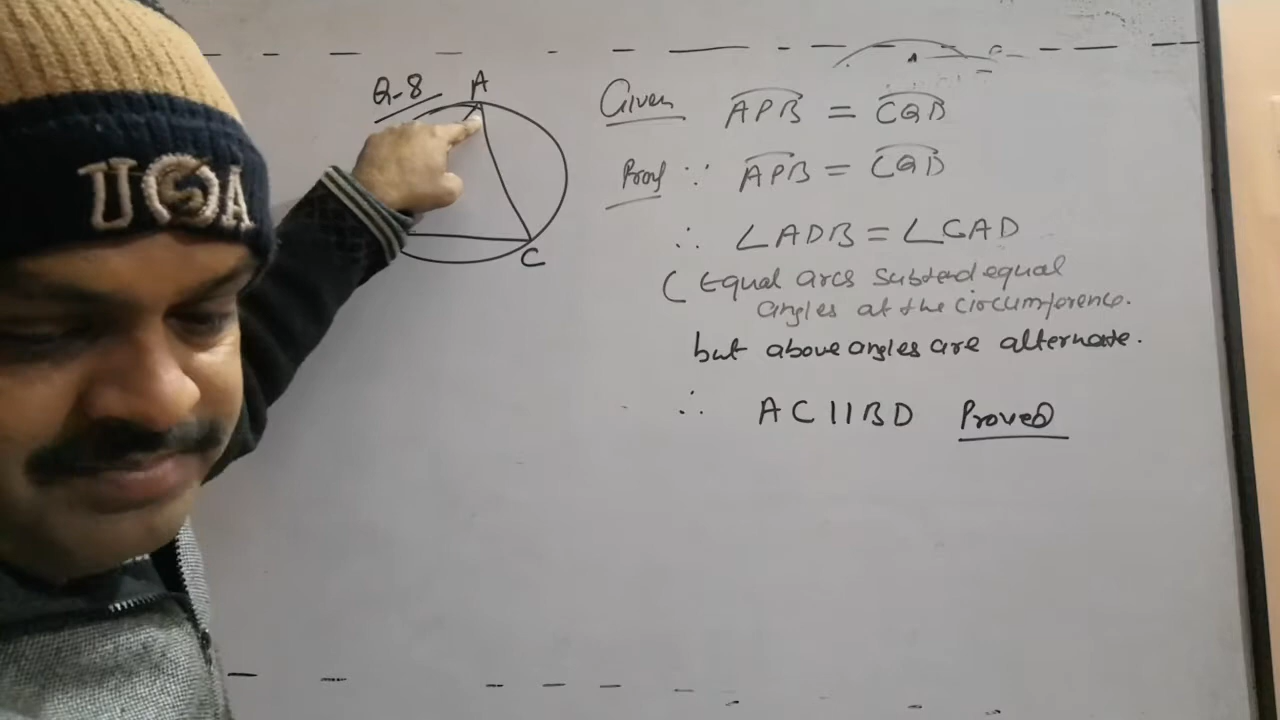 Q-8
A
C
Given APB = CQD
Proof ∵ APB = CQD
∴ ∠ADB = ∠CAD
( Equal arcs subtend equal
angles at the circumference.
but above angles are alternate.
∴ AC || BD Proved
USA